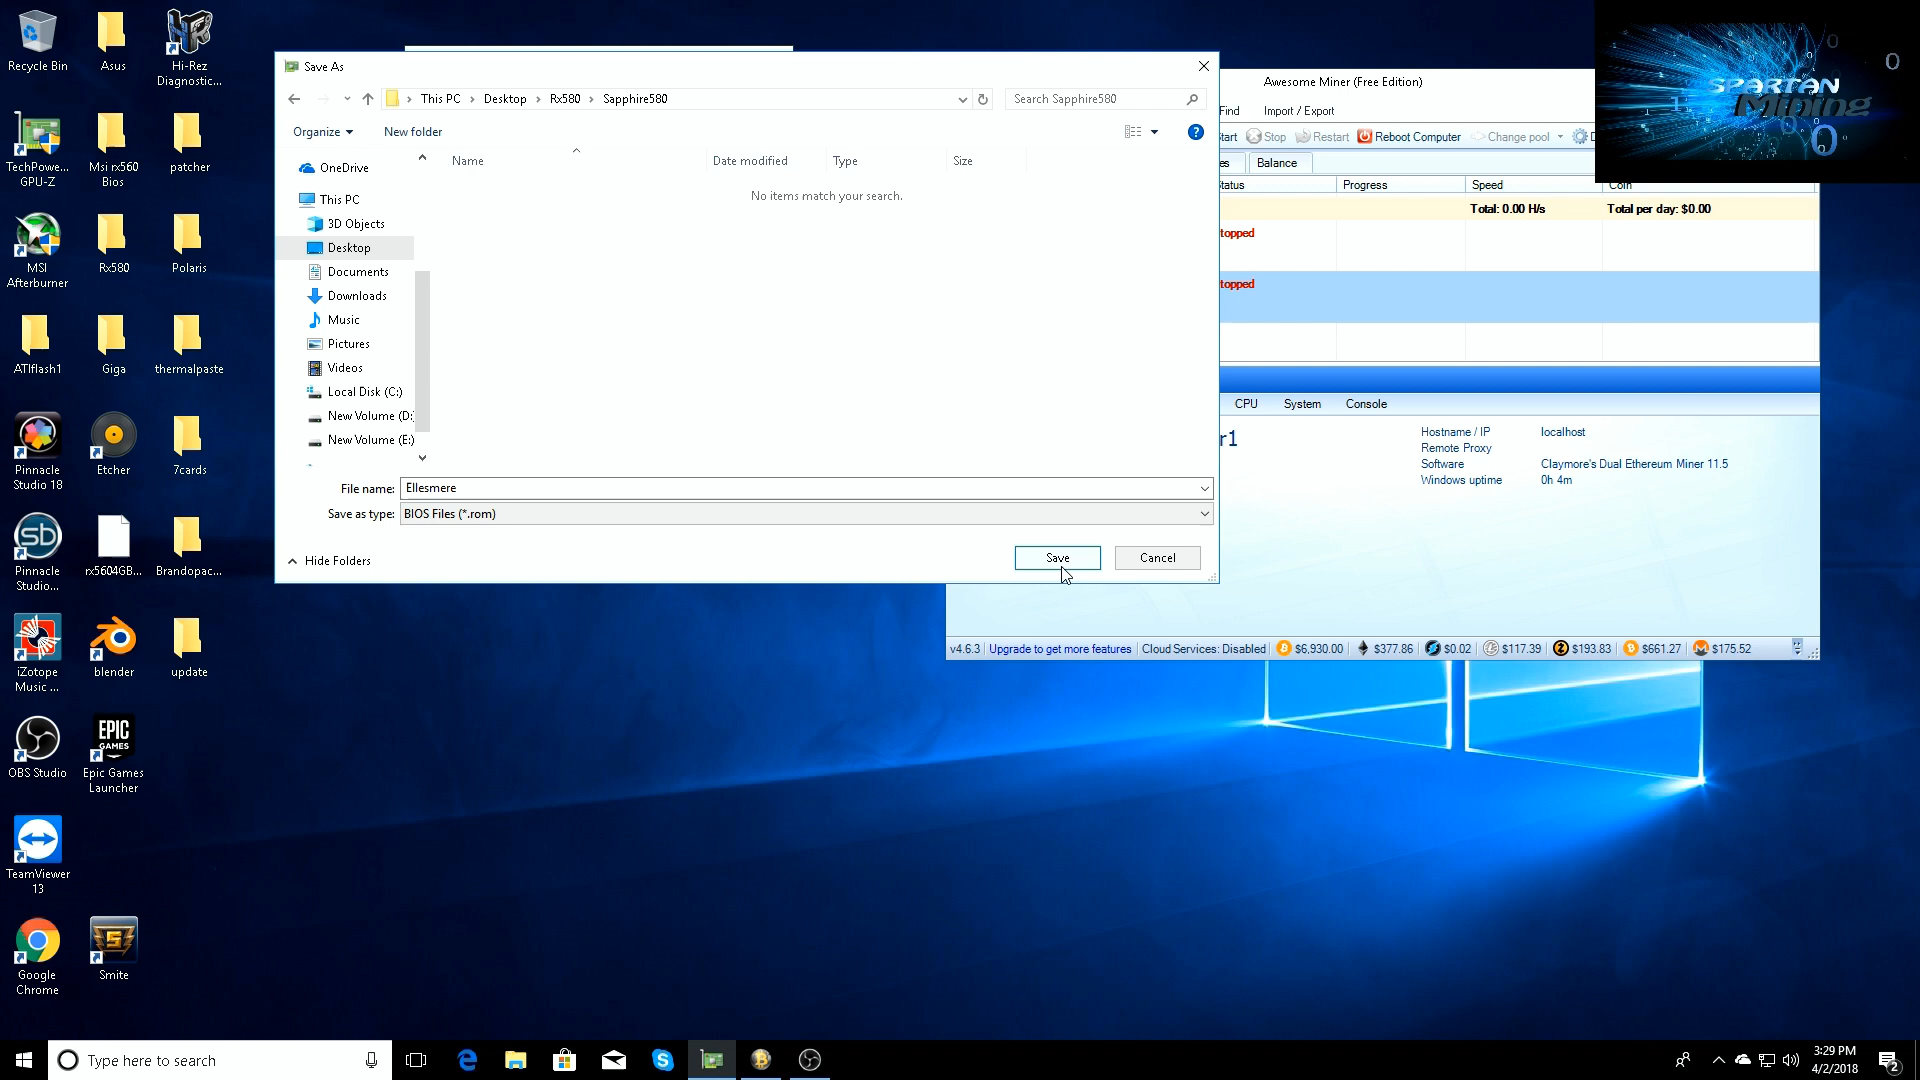 Recycle Bin
Asus
Hi-Rez
Diagnostic...
TechPowe...
GPU-Z
Msi rx560
Bios
patcher
MSI
Afterburner
Rx580
Polaris
ATIflash1
Giga
thermalpaste
Pinnacle
Studio 18
Etcher
7cards
Pinnacle
Studio...
rx5604GB...
Brandopac...
iZotope
Music ...
blender
update
OBS Studio
EPIC
GAMES
Epic Games
Launcher
TeamViewer
13
Google
Chrome
Smite
Save As
This PC
Desktop
Rx580
Sapphire580
Search Sapphire580
Organize
New folder
Name
Date modified
Type
Size
No items match your search.
OneDrive
This PC
3D Objects
Desktop
Documents
Downloads
Music
Pictures
Videos
Local Disk (C:)
New Volume (D:
New Volume (E:)
File name:
Ellesmere
Save as type:
BIOS Files (*.rom)
Hide Folders
Save
Cancel
Awesome Miner (Free Edition)
Find
Import / Export
tart
Stop
Restart
Reboot Computer
Change pool
D
es
Balance
tatus
Progress
Speed
Coin
Total: 0.00 H/s
Total per day: $0.00
topped
topped
CPU
System
Console
r1
Hostname / IP
localhost
Remote Proxy
Software
Claymore's Dual Ethereum Miner 11.5
Windows uptime
0h 4m
v4.6.3
Upgrade to get more features
Cloud Services: Disabled
$6,930.00
$377.86
$0.02
$117.39
$193.83
$661.27
$175.52
SPARTAN
Mining
Type here to search
3:29 PM
4/2/2018
2